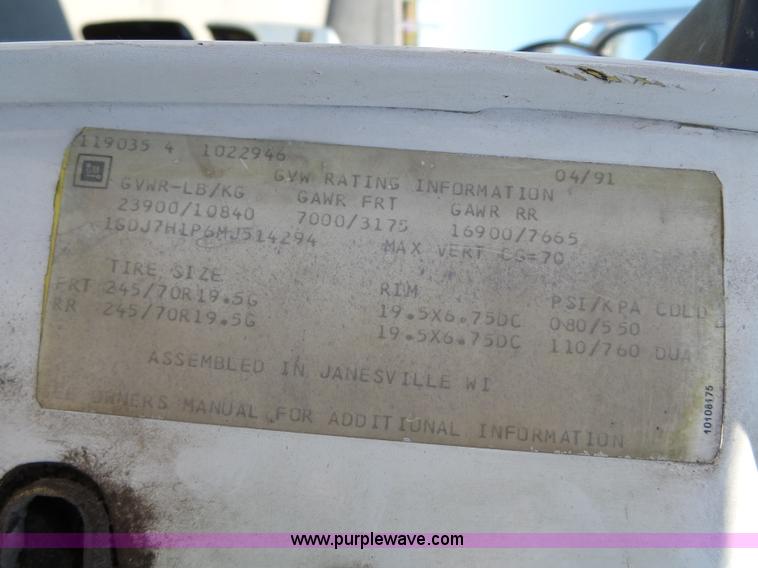 119035 4 1022946 04/91
GM GVW RATING INFORMATION
GVWR-LB/KG GAWR FRT GAWR RR
23900/10840 7000/3175 16900/7665
1GDJ7H1P6MJ514294 MAX VERT CG=70
TIRE SIZE RIM PSI/KPA COLD
FRT 245/70R19.5G 19.5X6.75DC 080/550
RR 245/70R19.5G 19.5X6.75DC 110/760 DUA
ASSEMBLED IN JANESVILLE WI
OWNERS MANUAL FOR ADDITIONAL INFORMATION
10108175
www.purplewave.com